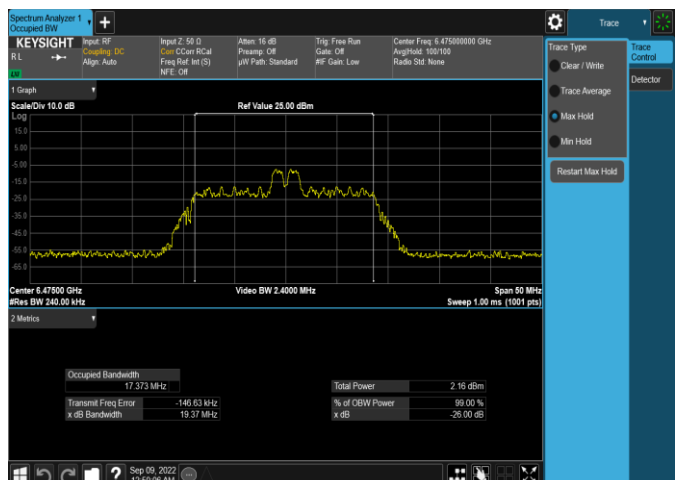 Spectrum Analyzer 1
Occupied BW
+
Trace
KEYSIGHT
R L
LW
Input: RF
Coupling: DC
Align: Auto
Input Z: 50 Ω
Corr CCorr RCal
Freq Ref: Int (S)
NFE: Off
Atten: 16 dB
Preamp: Off
µW Path: Standard
Trig: Free Run
Gate: Off
#IF Gain: Low
Center Freq: 6.475000000 GHz
Avg|Hold: 100/100
Radio Std: None
1 Graph
Scale/Div 10.0 dB
Ref Value 25.00 dBm
Log
15.0
5.00
-5.00
-15.0
-25.0
-35.0
-45.0
-55.0
-65.0
Center 6.47500 GHz
#Res BW 240.00 kHz
Video BW 2.4000 MHz
Span 50 MHz
Sweep 1.00 ms (1001 pts)
2 Metrics
Occupied Bandwidth
17.373 MHz
Transmit Freq Error -146.63 kHz
x dB Bandwidth 19.37 MHz
Total Power 2.16 dBm
% of OBW Power 99.00 %
x dB -26.00 dB
Trace Type
Clear / Write
Trace Average
Max Hold
Min Hold
Restart Max Hold
Trace
Control
Detector
?
Sep 09, 2022